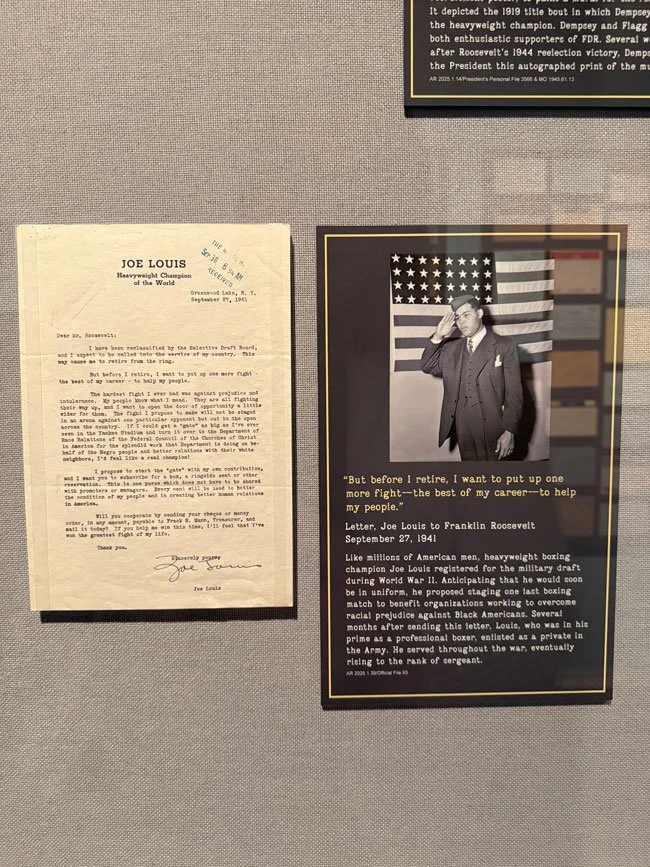 recruitment poster, to paint a mural for the
It depicted the 1919 title bout in which Dempsey
the heavyweight champion. Dempsey and Flagg
both enthusiastic supporters of FDR. Several
after Roosevelt's 1944 reelection victory, Demps
the President this autographed print of the mu
AR 2025.1.14/President's Personal File 3566 & MO 1945.61.13
JOE LOUIS
Heavyweight Champion
of the World
THE W
SEP 30 8 AM
RECEIVED
Greenwood Lake, N. Y.
September 27, 1941
Dear Mr. Roosevelt:
I have been reclassified by the Selective Draft Board,
and I expect to be called into the service of my country. This
may cause me to retire from the ring.
But before I retire, I want to put up one more fight -
the best of my career - to help my people.
The hardest fight I ever had was against prejudice and
intolerance. My people know what I mean. They are all fighting
their way up, and I want to open the door of opportunity a little
wider for them. The fight I propose to make will not be staged
in an arena against one particular opponent but out in the open
across the country. If I could get a "gate" as big as I've ever
seen in the Yankee Stadium and turn it over to the Department of
Race Relations of the Federal Council of the Churches of Christ
in America for the splendid work that Department is doing on be-
half of the Negro people and better relations with their white
neighbors, I'd feel like a real champion!
I propose to start the "gate" with my own contribution,
and I want you to subscribe for a box, a ringside seat or other
reservation. This is one purse which does not have to be shared
with promoters or managers. Every cent will be used to better
the condition of my people and in creating better human relations
in America.
Will you cooperate by sending your cheque or money
order, in any amount, payable to Frank H. Mann, Treasurer, and
mail it today? If you help me win this time, I'll feel that I've
won the greatest fight of my life.
Thank you.
Sincerely yours,
Joe Louis
Joe Louis
"But before I retire, I want to put up one
more fight--the best of my career--to help
my people."
Letter, Joe Louis to Franklin Roosevelt
September 27, 1941
Like millions of American men, heavyweight boxing
champion Joe Louis registered for the military draft
during World War II. Anticipating that he would soon
be in uniform, he proposed staging one last boxing
match to benefit organizations working to overcome
racial prejudice against Black Americans. Several
months after sending this letter, Louis, who was in his
prime as a professional boxer, enlisted as a private in
the Army. He served throughout the war, eventually
rising to the rank of sergeant.
AR 2025.1.39/Official File 93